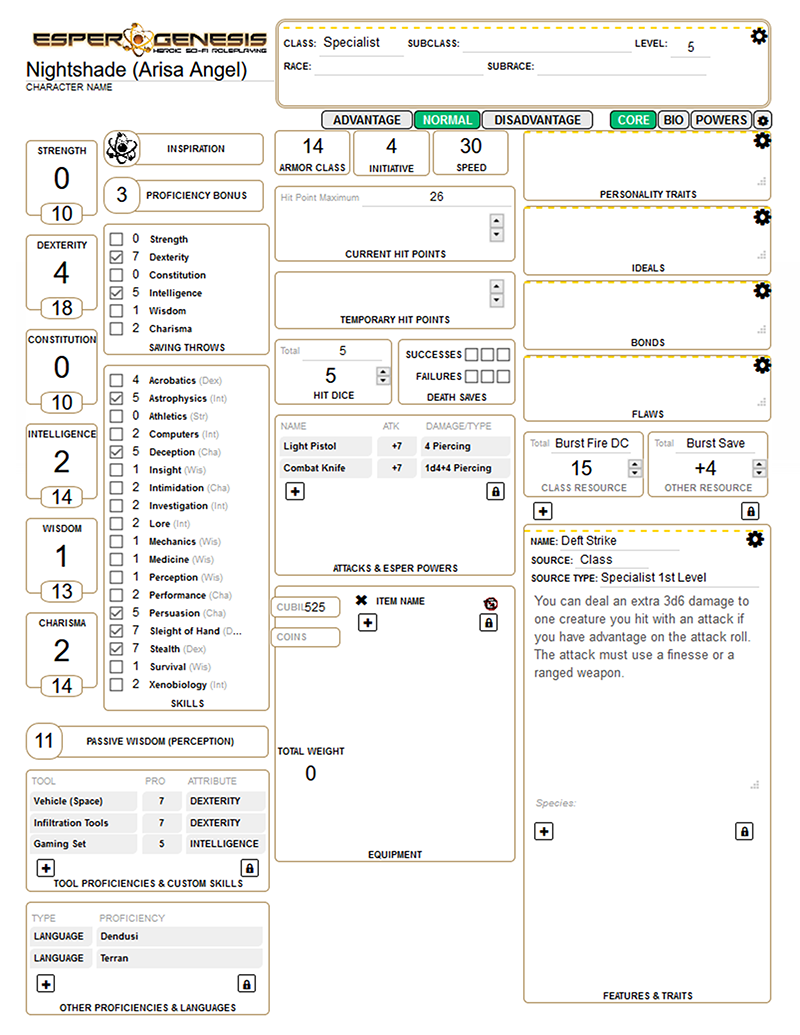 ESPER GENESIS
HEROIC SCI-FI ROLEPLAYING
Nightshade (Arisa Angel)
CHARACTER NAME
CLASS: Specialist SUBCLASS: LEVEL: 5
RACE: SUBRACE:
ADVANTAGE NORMAL DISADVANTAGE CORE BIO POWERS
STRENGTH
0
10
DEXTERITY
4
18
CONSTITUTION
0
10
INTELLIGENCE
2
14
WISDOM
1
13
CHARISMA
2
14
INSPIRATION
3 PROFICIENCY BONUS
0 Strength
7 Dexterity
0 Constitution
5 Intelligence
1 Wisdom
2 Charisma
SAVING THROWS
4 Acrobatics (Dex)
5 Astrophysics (Int)
0 Athletics (Str)
2 Computers (Int)
5 Deception (Cha)
1 Insight (Wis)
2 Intimidation (Cha)
2 Investigation (Int)
2 Lore (Int)
1 Mechanics (Wis)
1 Medicine (Wis)
1 Perception (Wis)
2 Performance (Cha)
5 Persuasion (Cha)
7 Sleight of Hand (D...
7 Stealth (Dex)
1 Survival (Wis)
2 Xenobiology (Int)
SKILLS
11 PASSIVE WISDOM (PERCEPTION)
TOOL PRO ATTRIBUTE
Vehicle (Space) 7 DEXTERITY
Infiltration Tools 7 DEXTERITY
Gaming Set 5 INTELLIGENCE
TOOL PROFICIENCIES & CUSTOM SKILLS
TYPE PROFICIENCY
LANGUAGE Dendusi
LANGUAGE Terran
OTHER PROFICIENCIES & LANGUAGES
14 4 30
ARMOR CLASS INITIATIVE SPEED
Hit Point Maximum 26
CURRENT HIT POINTS
TEMPORARY HIT POINTS
Total 5
5
HIT DICE
SUCCESSES
FAILURES
DEATH SAVES
NAME ATK DAMAGE/TYPE
Light Pistol +7 4 Piercing
Combat Knife +7 1d4+4 Piercing
ATTACKS & ESPER POWERS
CUBIL 525 ITEM NAME
COINS
TOTAL WEIGHT
0
EQUIPMENT
PERSONALITY TRAITS
IDEALS
BONDS
FLAWS
Total Burst Fire DC
15
CLASS RESOURCE
Total Burst Save
+4
OTHER RESOURCE
NAME: Deft Strike
SOURCE: Class
SOURCE TYPE: Specialist 1st Level
You can deal an extra 3d6 damage to
one creature you hit with an attack if
you have advantage on the attack roll.
The attack must use a finesse or a
ranged weapon.
Species:
FEATURES & TRAITS